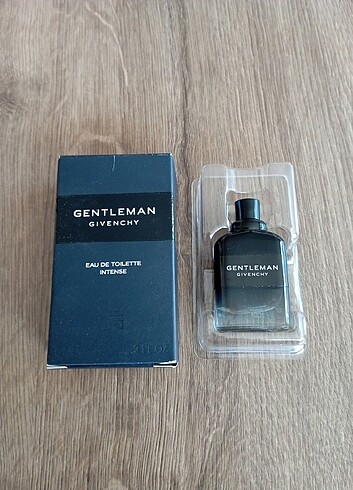 GENTLEMAN
GIVENCHY
EAU DE TOILETTE
INTENSE
GENTLEMAN
GIVENCHY